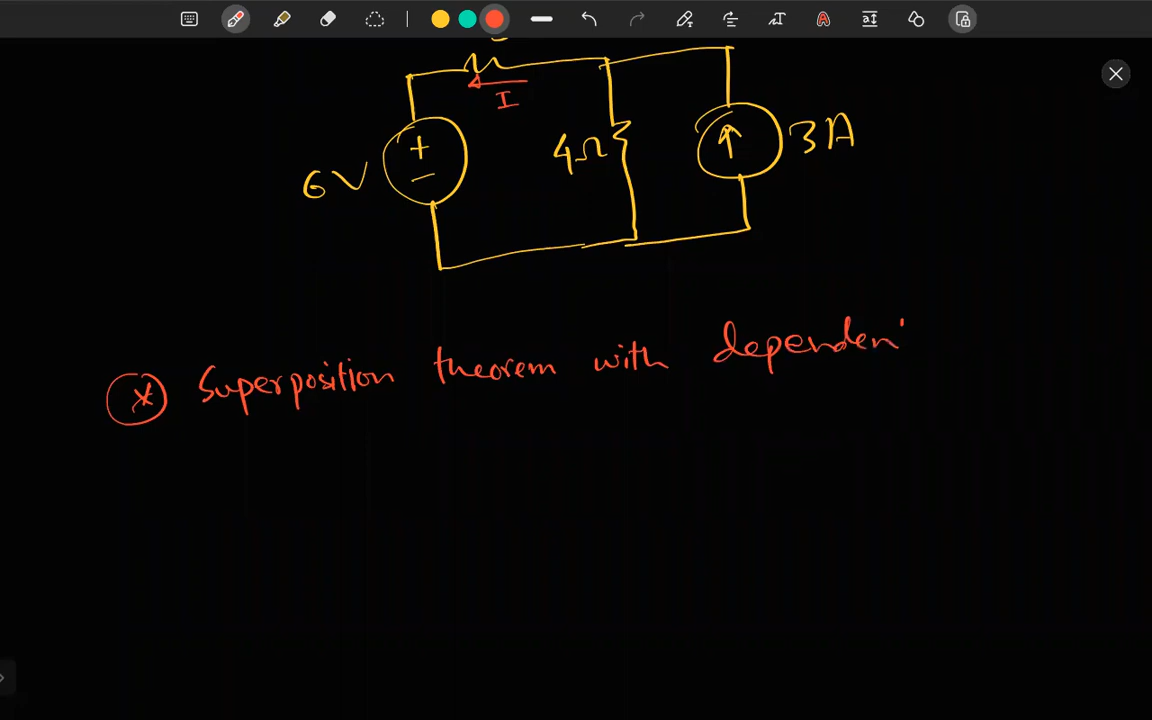 I
6V
+
−
4Ω
3A
* Superposition theorem with dependen